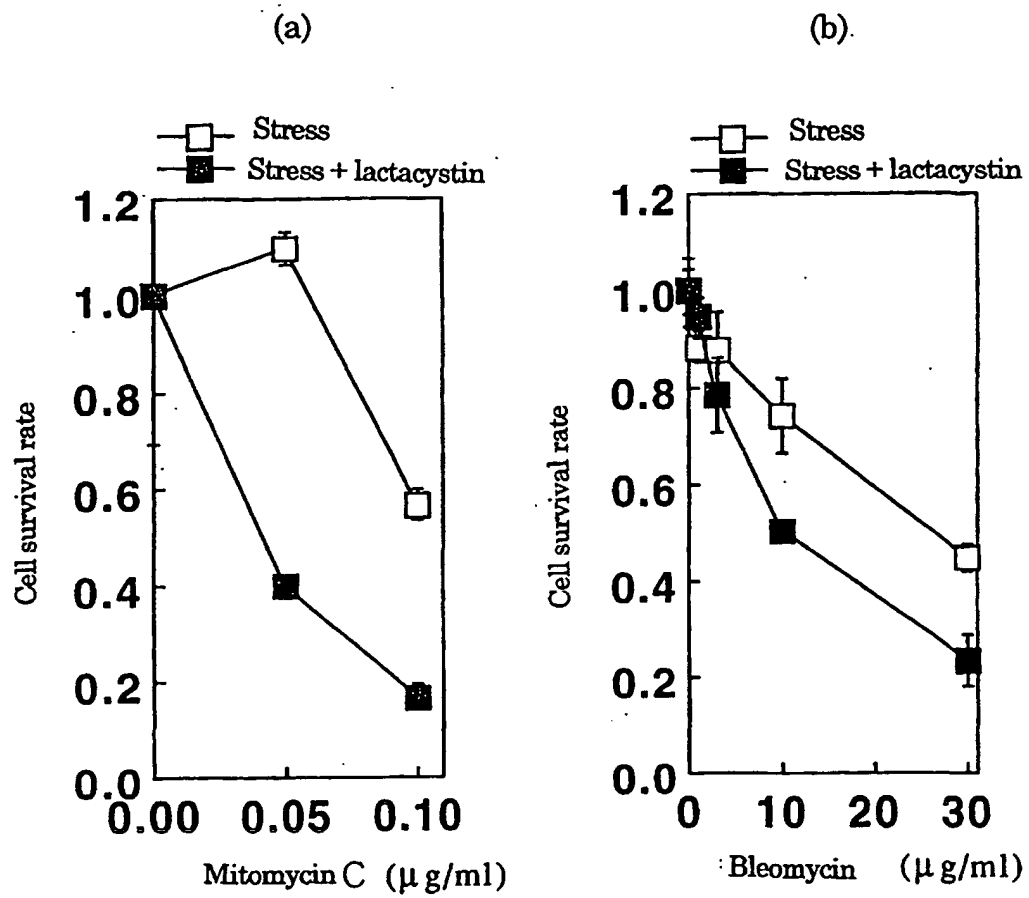 (a)
Stress
Stress + lactacystin
1.2
1.0
0.8
0.6
0.4
0.2
0.0
0.00 0.05 0.10
Cell survival rate
Mitomycin C (μ g/ml)
(b)
Stress
Stress + lactacystin
1.2
1.0
0.8
0.6
0.4
0.2
0.0
0 10 20 30
Cell survival rate
Bleomycin (μ g/ml)